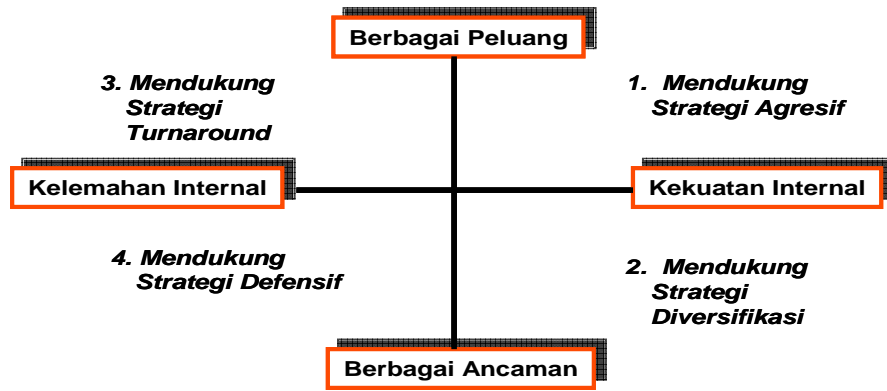 Berbagai Peluang
3. Mendukung
Strategi
Turnaround
1. Mendukung
Strategi Agresif
Kelemahan Internal
Kekuatan Internal
4. Mendukung
Strategi Defensif
2. Mendukung
Strategi
Diversifikasi
Berbagai Ancaman